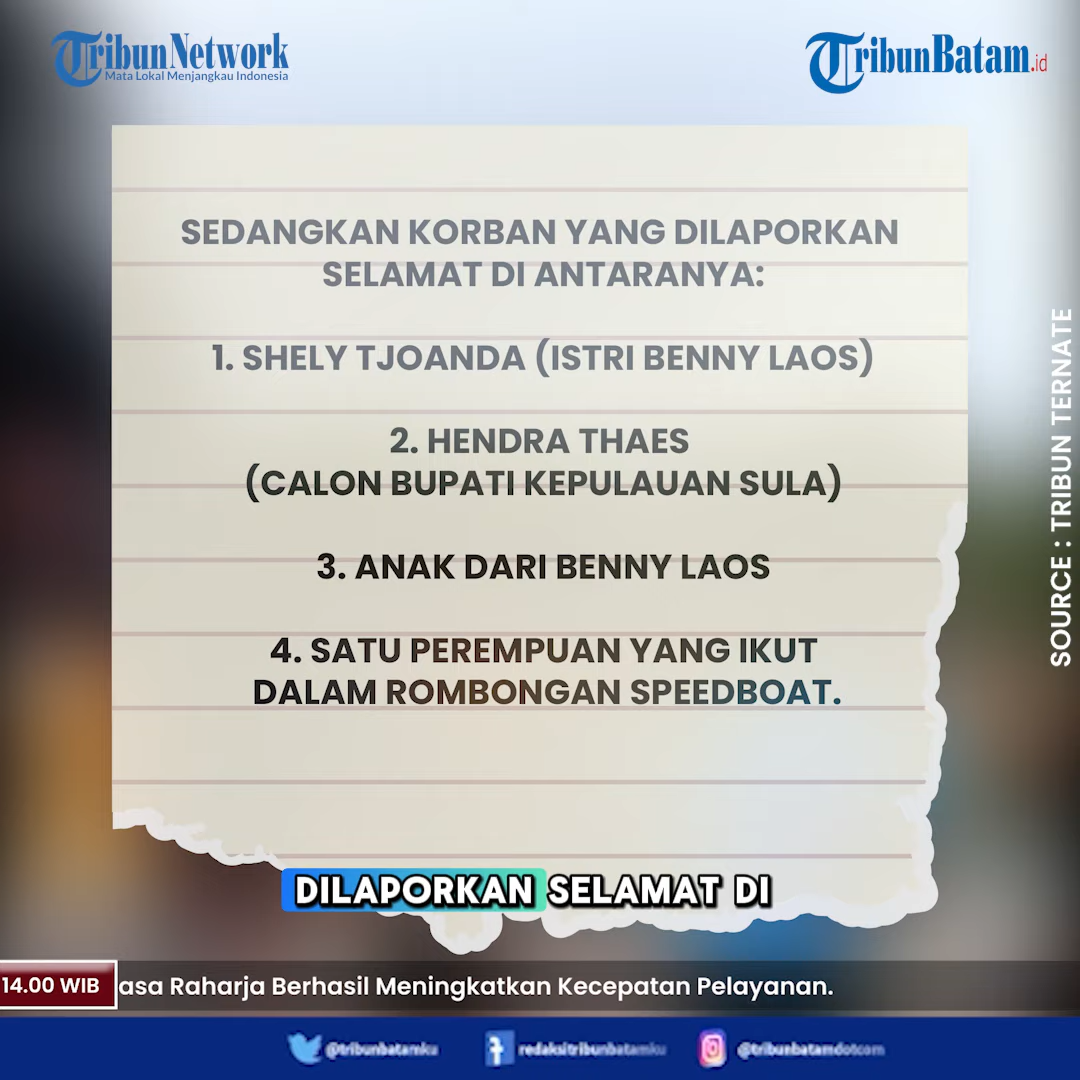 TribunNetwork
Mata Lokal Menjangkau Indonesia
TribunBatam.id
SEDANGKAN KORBAN YANG DILAPORKAN
SELAMAT DI ANTARANYA:
1. SHELY TJOANDA (ISTRI BENNY LAOS)
2. HENDRA THAES
(CALON BUPATI KEPULAUAN SULA)
3. ANAK DARI BENNY LAOS
4. SATU PEREMPUAN YANG IKUT
DALAM ROMBONGAN SPEEDBOAT.
SOURCE : TRIBUN TERNATE
DILAPORKAN SELAMAT DI
14.00 WIB
asa Raharja Berhasil Meningkatkan Kecepatan Pelayanan.
@tribunbatamku
redaksitribunbatamku
@tribunbatamdotcom